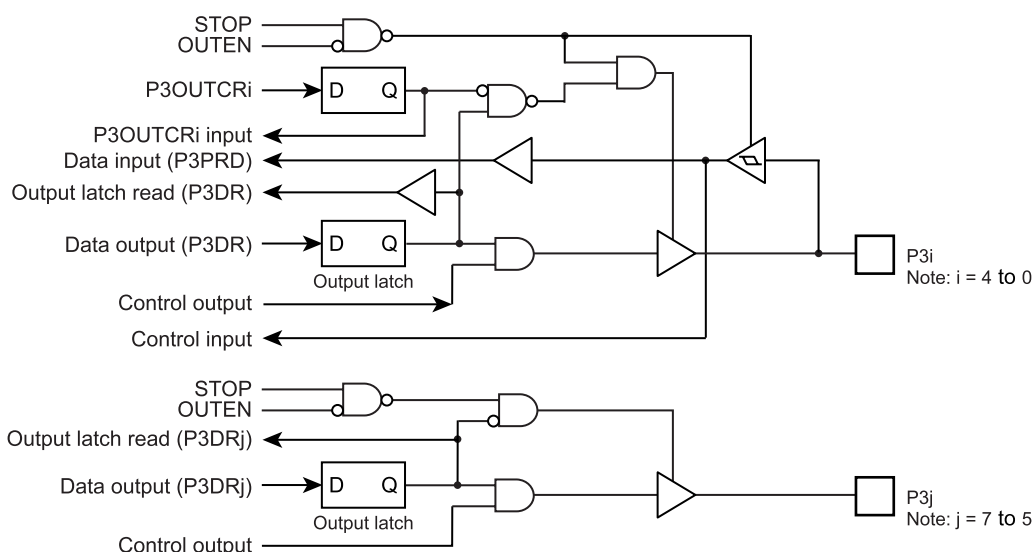 STOP
OUTEN
P3OUTCRi
D Q
P3OUTCRi input
Data input (P3PRD)
Output latch read (P3DR)
Data output (P3DR)
D Q
Output latch
P3i
Note: i = 4 to 0
Control output
Control input
STOP
OUTEN
Output latch read (P3DRj)
Data output (P3DRj)
D Q
Output latch
P3j
Note: j = 7 to 5
Control output